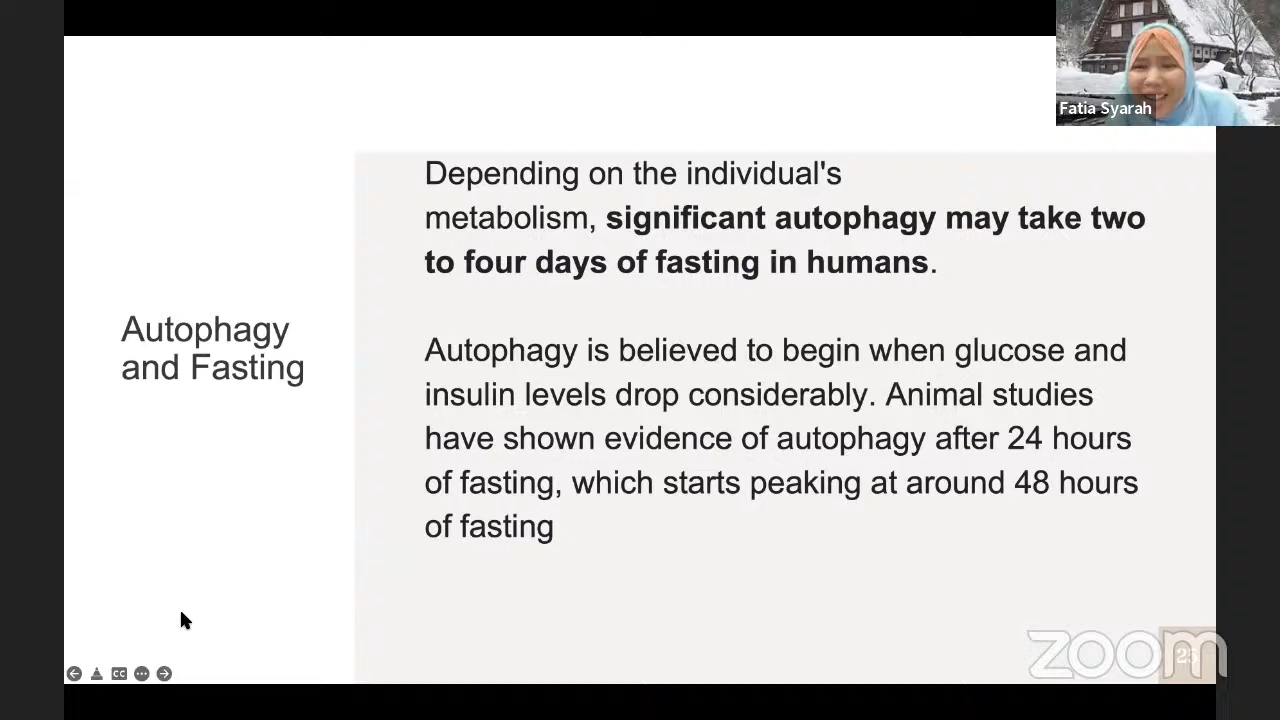 Fatia Syarah
Depending on the individual's
metabolism, significant autophagy may take two
to four days of fasting in humans.
Autophagy
and Fasting
Autophagy is believed to begin when glucose and
insulin levels drop considerably. Animal studies
have shown evidence of autophagy after 24 hours
of fasting, which starts peaking at around 48 hours
of fasting
CC
zoom
25